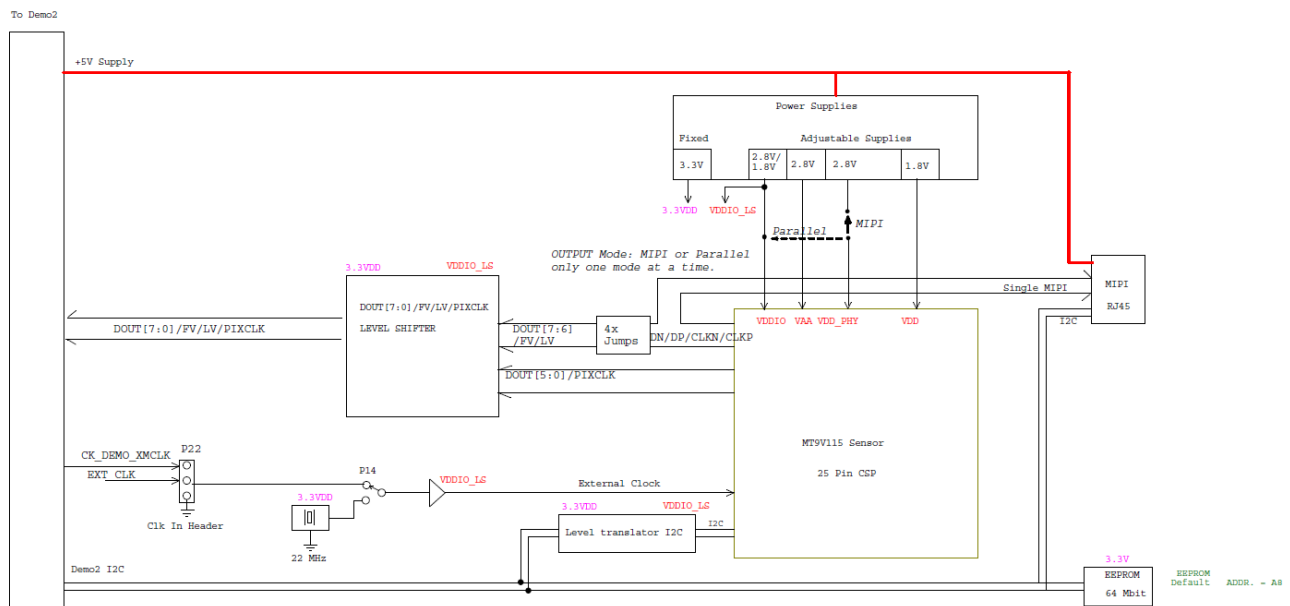 To Demo2
+5V Supply
Power Supplies
Fixed
Adjustable Supplies
3.3V
2.8V/
1.8V
2.8V
2.8V
1.8V
3.3VDD
VDDIO_LS
MIPI
Parallel
OUTPUT Mode: MIPI or Parallel
only one mode at a time.
3.3VDD
VDDIO_LS
MIPI
RJ45
Single MIPI
I2C
DOUT[7:0]/FV/LV/PIXCLK
LEVEL SHIFTER
VDDIO
VAA
VDD_PHY
VDD
DOUT[7:0]/FV/LV/PIXCLK
DOUT[7:6]
/FV/LV
4x
Jumps
DN/DP/CLKN/CLKP
DOUT[5:0]/PIXCLK
MT9V115 Sensor
25 Pin CSP
P22
CK_DEMO_XMCLK
EXT_CLK
Clk In Header
P14
VDDIO_LS
External Clock
3.3VDD
22 MHz
3.3VDD
VDDIO_LS
Level translator I2C
I2C
Demo2 I2C
3.3V
EEPROM
64 Mbit
EEPROM
Default ADDR. = A8